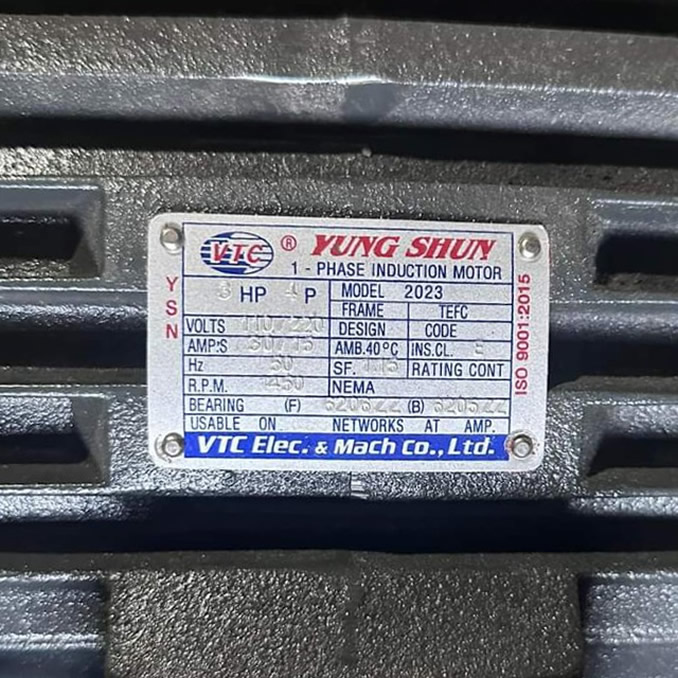 VTC ® YUNG SHUN
1 - PHASE INDUCTION MOTOR
YSN
3 HP 4 P MODEL 2023
FRAME TEFC
VOLTS 110/220 DESIGN CODE
AMP'S 30/15 AMB.40°C INS.CL. E
Hz 50 SF. 1.15 RATING CONT
R.P.M. 1450 NEMA
BEARING (F) 6205ZZ (B) 6205ZZ
USABLE ON NETWORKS AT AMP.
ISO 9001:2015
VTC Elec. & Mach Co., Ltd.